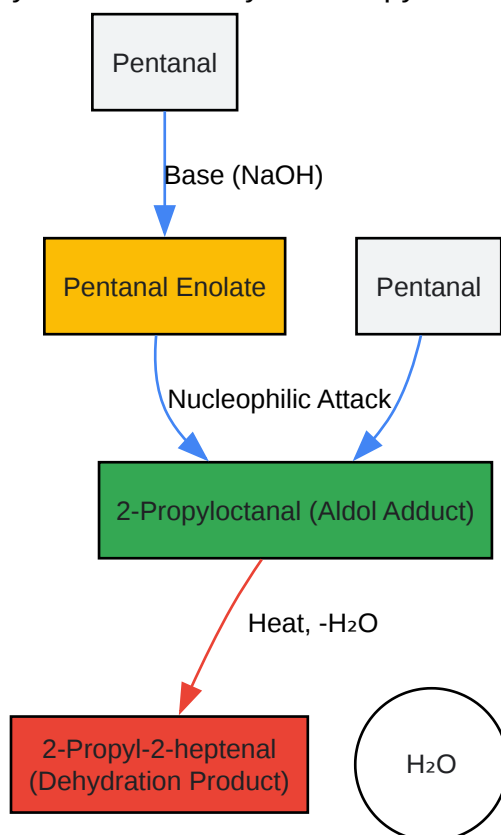 Pentanal
Base (NaOH)
Pentanal Enolate
Pentanal
Nucleophilic Attack
2-Propyloctanal (Aldol Adduct)
Heat, -H₂O
2-Propyl-2-heptenal
(Dehydration Product)
H₂O